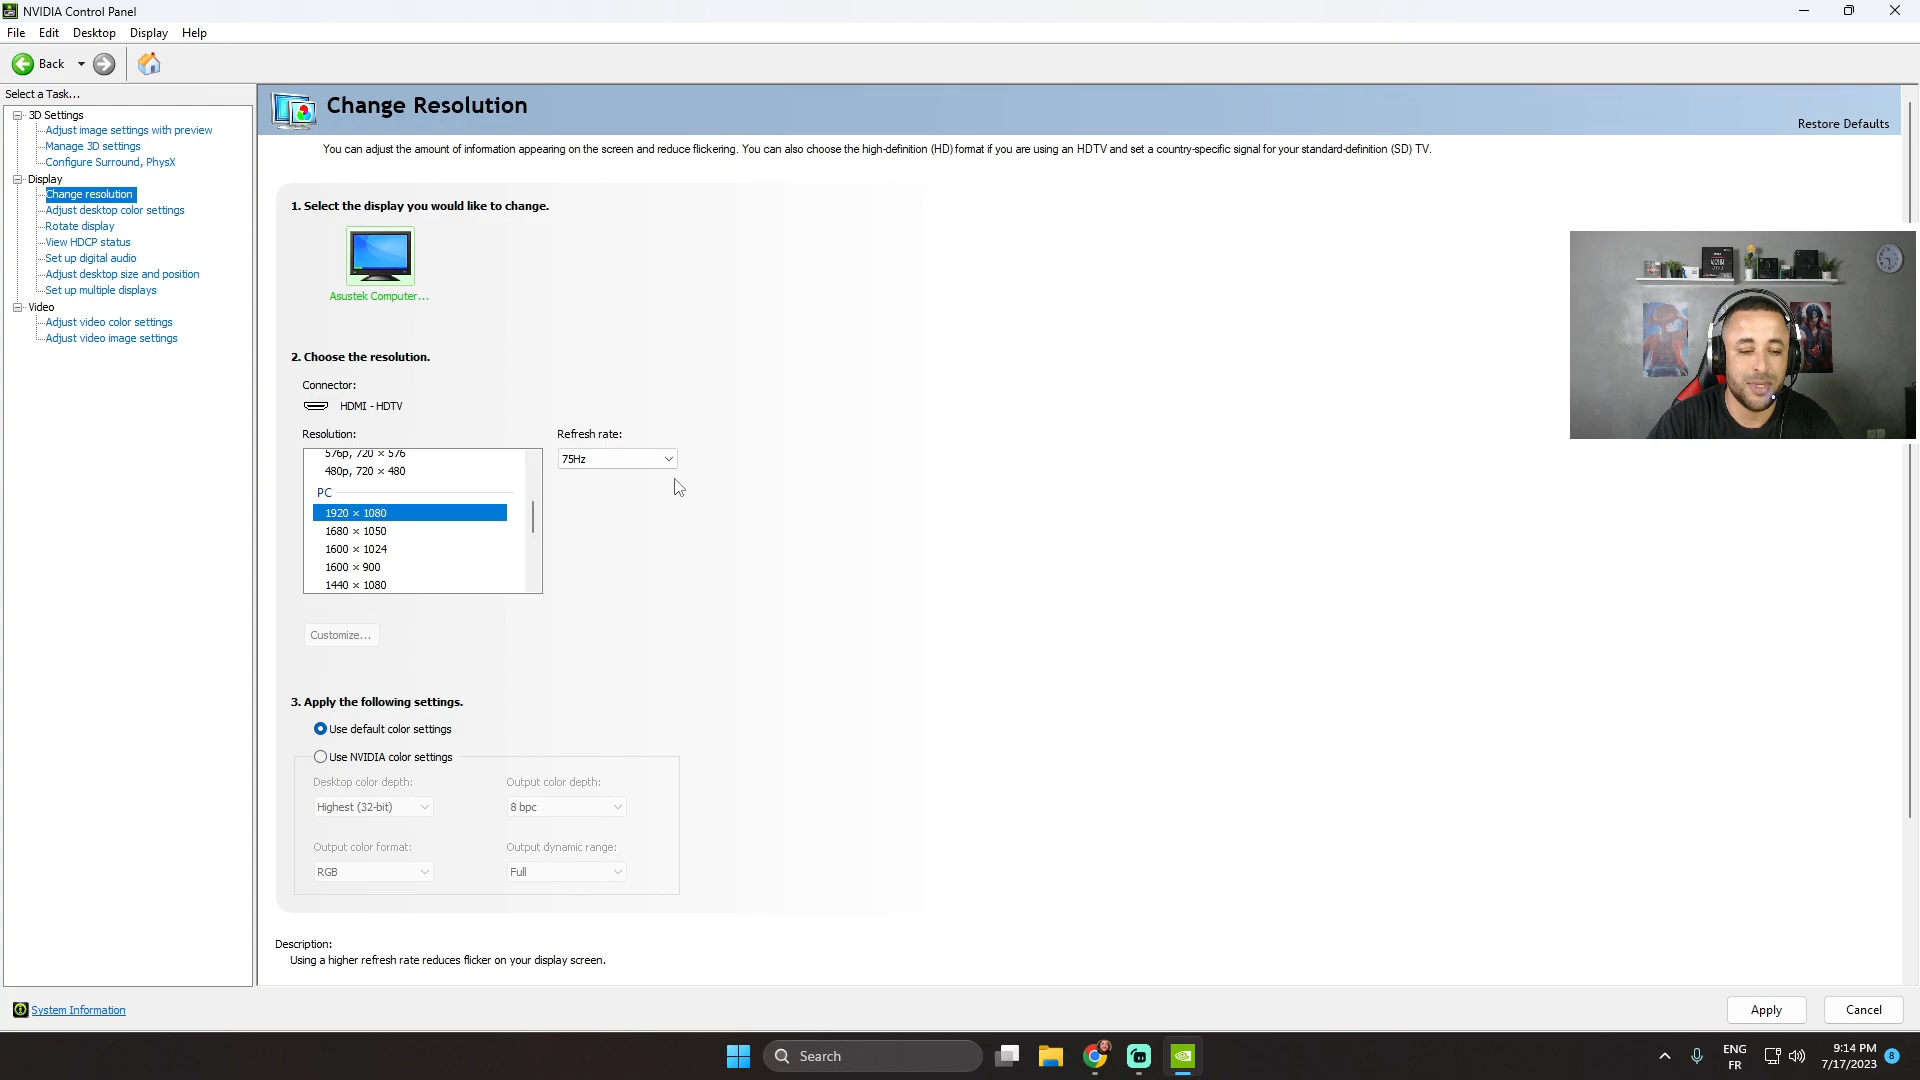 NVIDIA Control Panel
File Edit Desktop Display Help
Back
Select a Task...
3D Settings
Adjust image settings with preview
Manage 3D settings
Configure Surround, PhysX
Display
Change resolution
Adjust desktop color settings
Rotate display
View HDCP status
Set up digital audio
Adjust desktop size and position
Set up multiple displays
Video
Adjust video color settings
Adjust video image settings
Change Resolution
Restore Defaults
You can adjust the amount of information appearing on the screen and reduce flickering. You can also choose the high-definition (HD) format if you are using an HDTV and set a country-specific signal for your standard-definition (SD) TV.
1. Select the display you would like to change.
Asustek Computer...
2. Choose the resolution.
Connector:
HDMI - HDTV
Resolution:
576p, 720 × 576
480p, 720 × 480
PC
1920 × 1080
1680 × 1050
1600 × 1024
1600 × 900
1440 × 1080
Refresh rate:
75Hz
Customize...
3. Apply the following settings.
Use default color settings
Use NVIDIA color settings
Desktop color depth:
Highest (32-bit)
Output color depth:
8 bpc
Output color format:
RGB
Output dynamic range:
Full
Description:
Using a higher refresh rate reduces flicker on your display screen.
System Information
Apply
Cancel
Search
ENG
FR
9:14 PM
7/17/2023
8